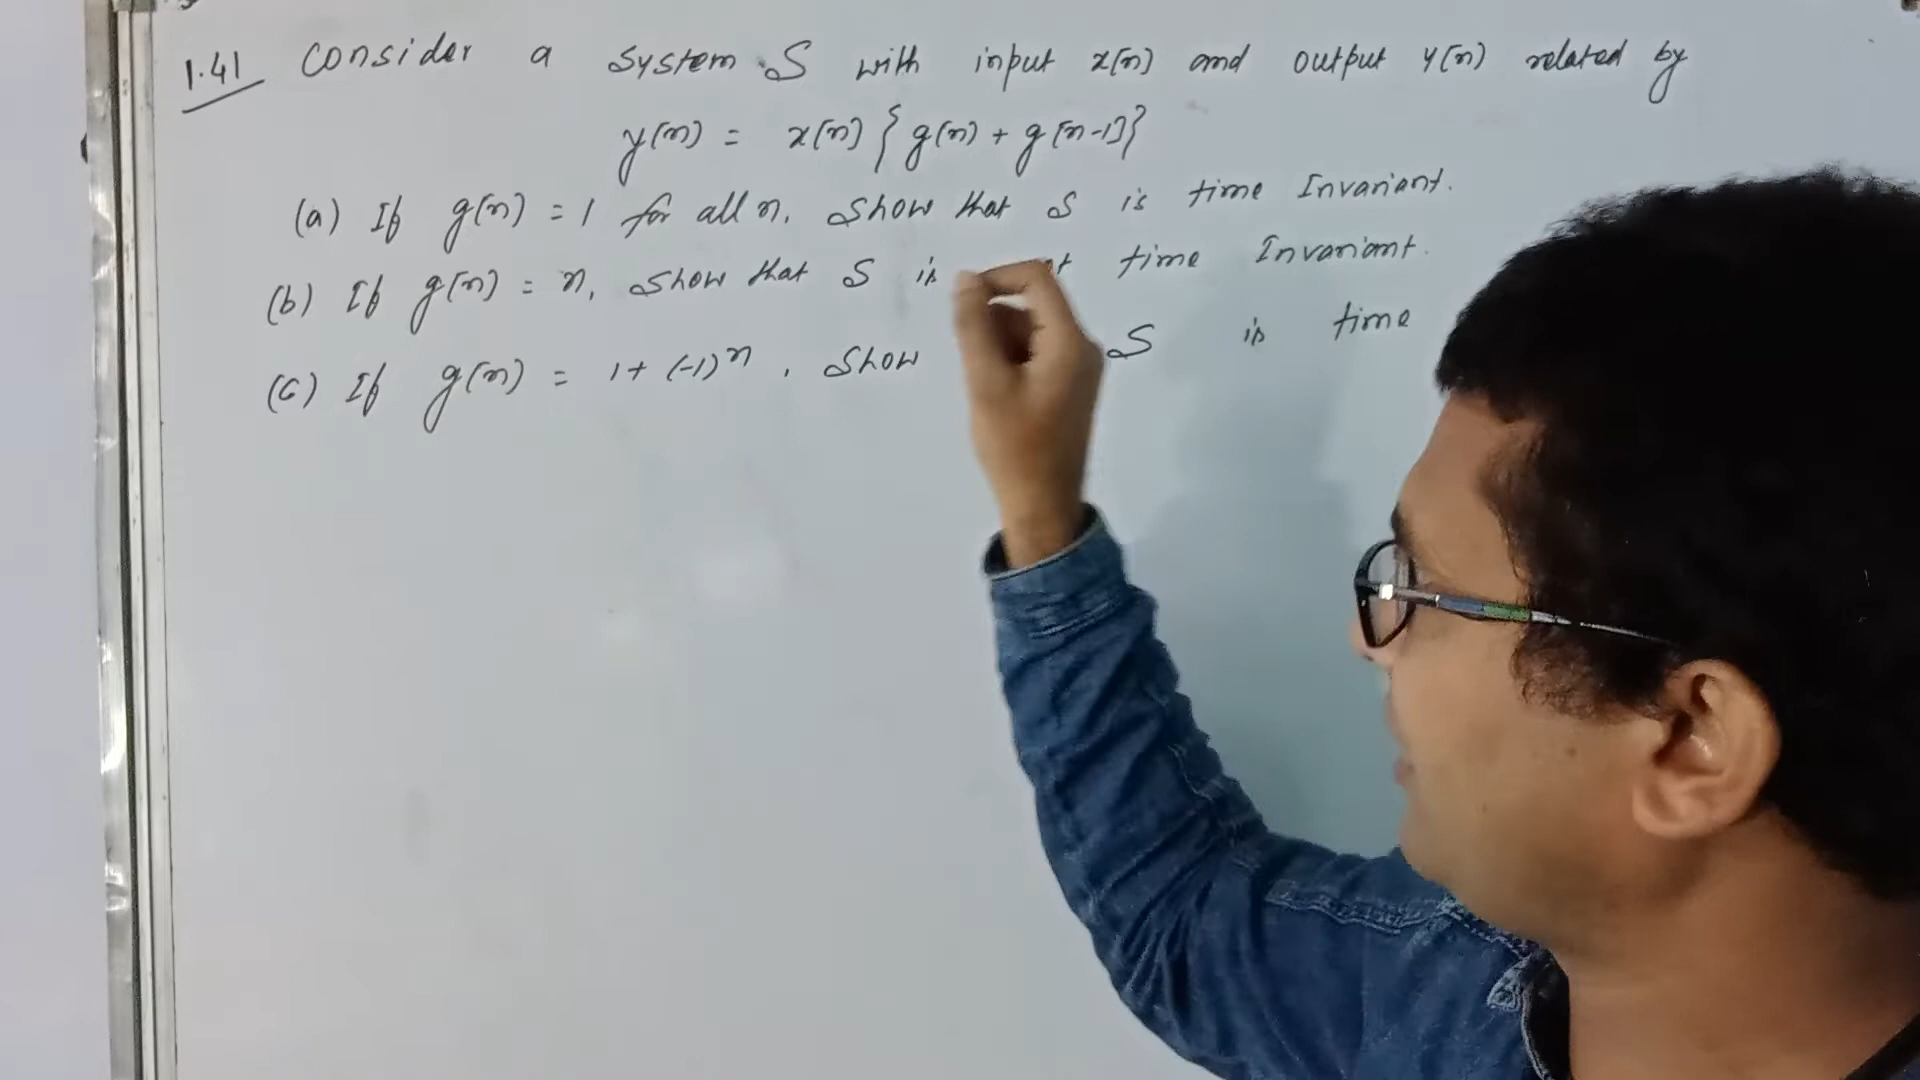 1.41 Consider a system S with input x[n] and output y[n] related by
y[n] = x[n] { g[n] + g[n-1] }
(a) If g[n] = 1 for all n, show that S is time Invariant.
(b) If g[n] = n, show that S is time Invariant.
(c) If g[n] = 1 + (-1)^n, show S is time